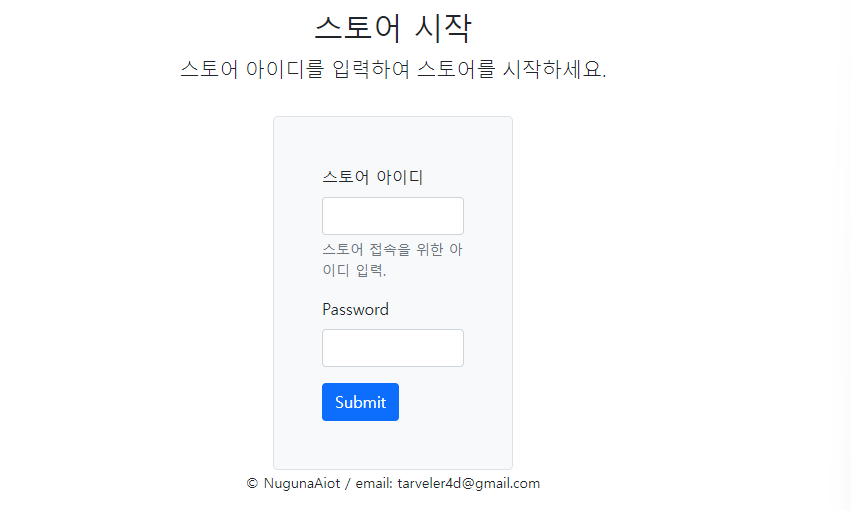 스토어 시작
스토어 아이디를 입력하여 스토어를 시작하세요.
스토어 아이디
스토어 접속을 위한 아
이디 입력.
Password
Submit
© NugunaAiot / email: tarveler4d@gmail.com